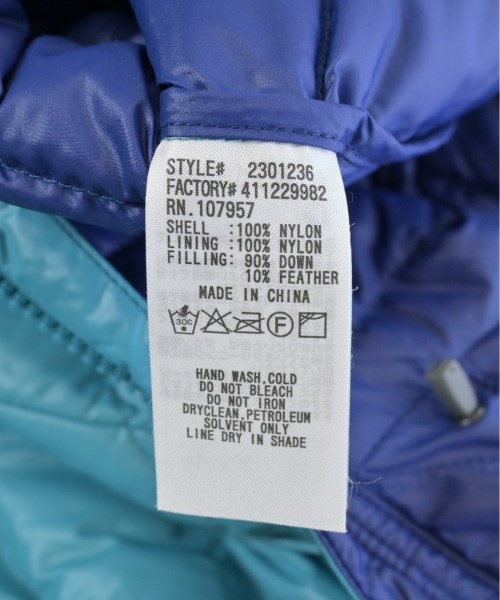 STYLE# 2301236
FACTORY# 411229982
RN.107957
SHELL :100% NYLON
LINING :100% NYLON
FILLING: 90% DOWN
10% FEATHER
MADE IN CHINA
30C F
HAND WASH,COLD
DO NOT BLEACH
DO NOT IRON
DRYCLEAN,PETROLEUM
SOLVENT ONLY
LINE DRY IN SHADE